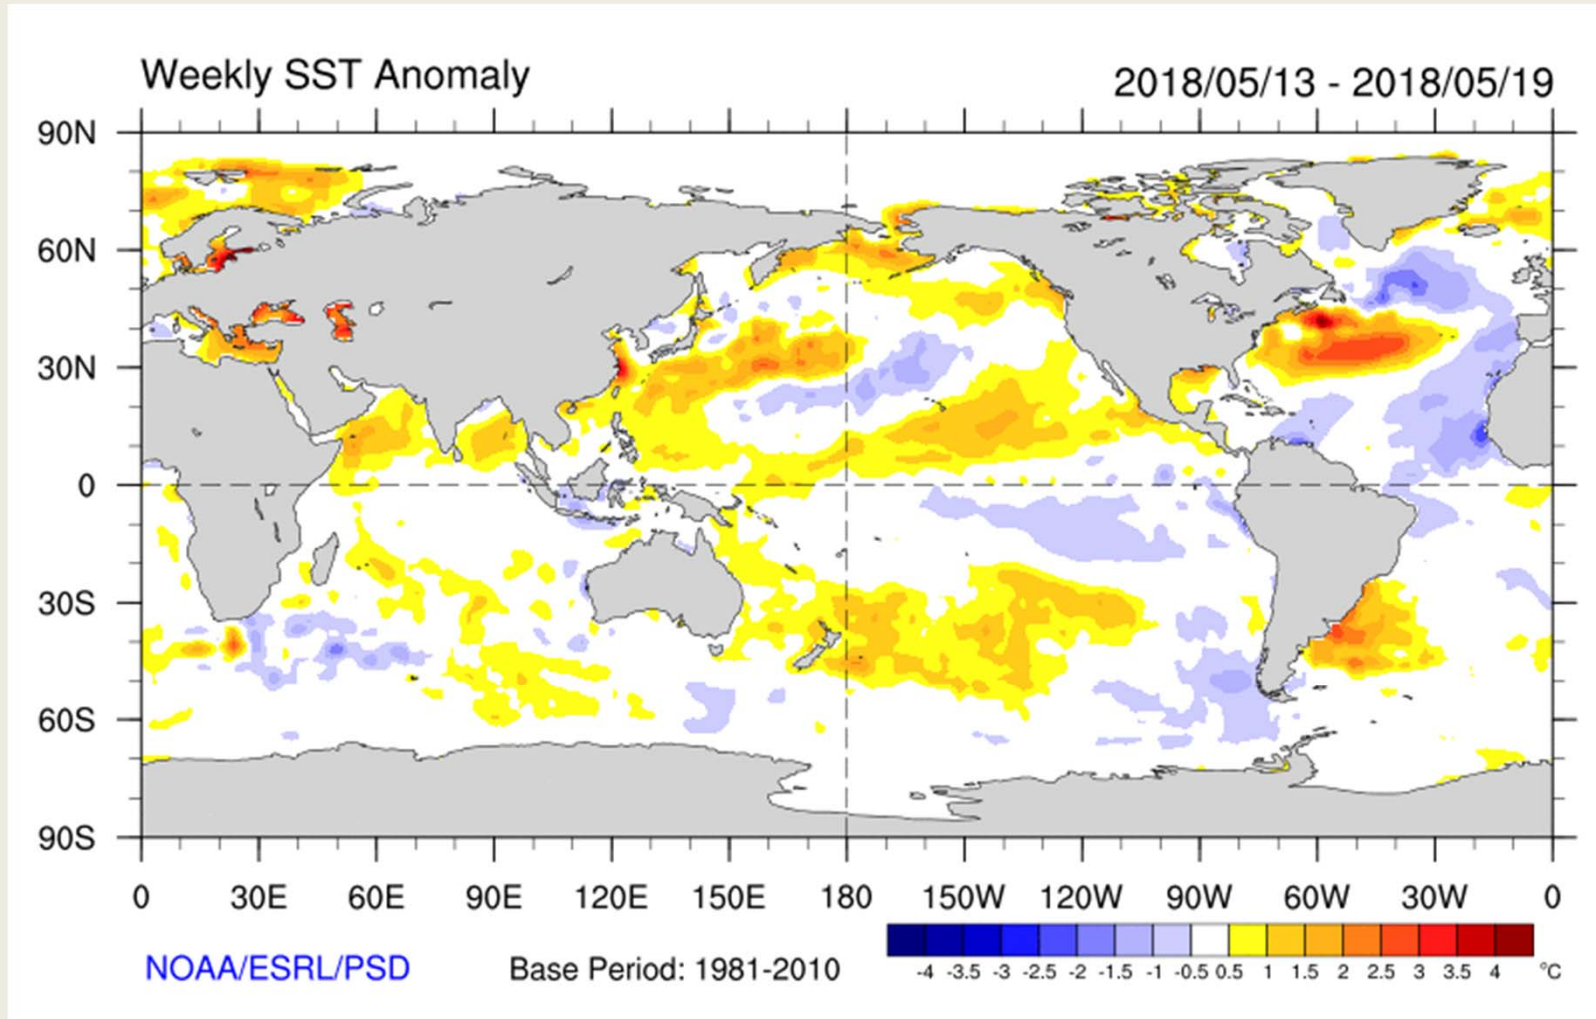 Weekly SST Anomaly
2018/05/13 - 2018/05/19
90N
60N
30N
0
30S
60S
90S
0 30E 60E 90E 120E 150E 180 150W 120W 90W 60W 30W 0
NOAA/ESRL/PSD
Base Period: 1981-2010
-4 -3.5 -3 -2.5 -2 -1.5 -1 -0.5 0.5 1 1.5 2 2.5 3 3.5 4 °C